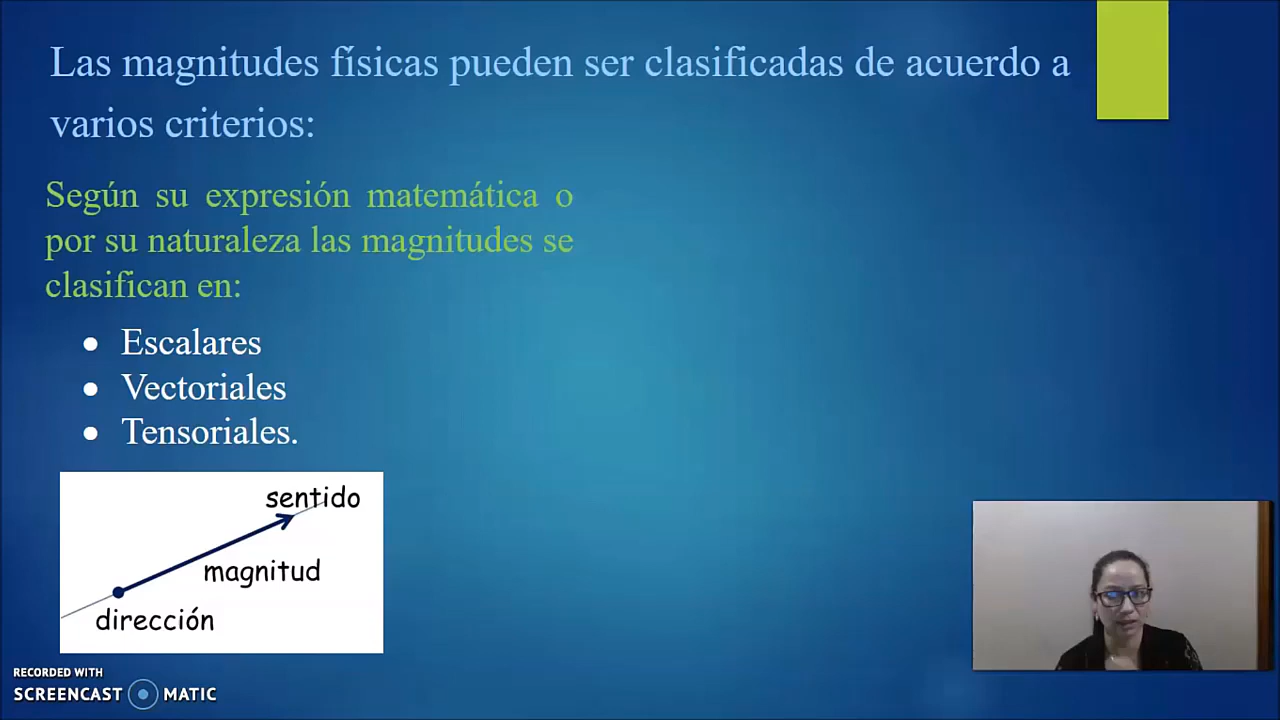 Las magnitudes físicas pueden ser clasificadas de acuerdo a
varios criterios:
Según su expresión matemática o
por su naturaleza las magnitudes se
clasifican en:
• Escalares
• Vectoriales
• Tensoriales.
sentido
magnitud
dirección
RECORDED WITH
SCREENCAST MATIC